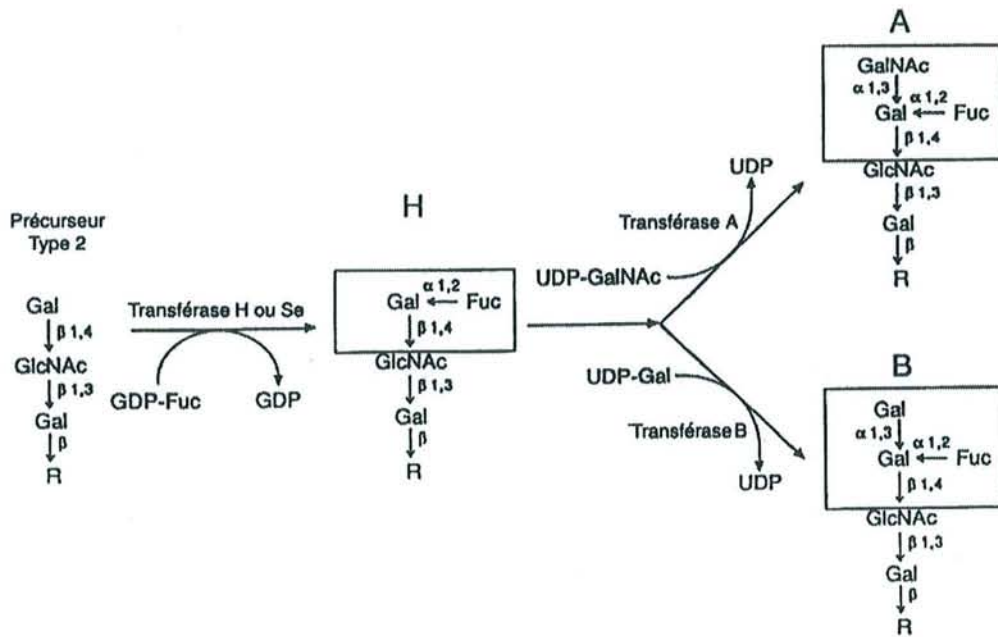 Précurseur
Type 2
Gal
β 1,4
GlcNAc
β 1,3
Gal
β
R
Transférase H ou Se
GDP-Fuc
GDP
H
α 1,2
Gal
Fuc
β 1,4
GlcNAc
β 1,3
Gal
β
R
UDP
Transférase A
UDP-GalNAc
UDP-Gal
Transférase B
UDP
A
GalNAc
α 1,3
α 1,2
Gal
Fuc
β 1,4
GlcNAc
β 1,3
Gal
β
R
B
Gal
α 1,3
α 1,2
Gal
Fuc
β 1,4
GlcNAc
β 1,3
Gal
β
R